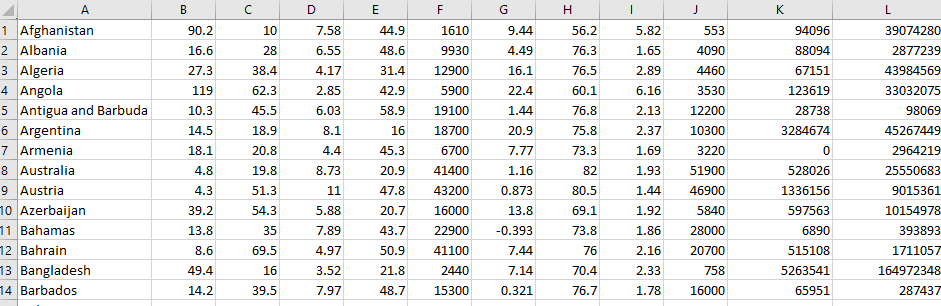 A B C D E F G H I J K L
1 Afghanistan 90.2 10 7.58 44.9 1610 9.44 56.2 5.82 553 94096 39074280
2 Albania 16.6 28 6.55 48.6 9930 4.49 76.3 1.65 4090 88094 2877239
3 Algeria 27.3 38.4 4.17 31.4 12900 16.1 76.5 2.89 4460 67151 43984569
4 Angola 119 62.3 2.85 42.9 5900 22.4 60.1 6.16 3530 123619 33032075
5 Antigua and Barbuda 10.3 45.5 6.03 58.9 19100 1.44 76.8 2.13 12200 28738 98069
6 Argentina 14.5 18.9 8.1 16 18700 20.9 75.8 2.37 10300 3284674 45267449
7 Armenia 18.1 20.8 4.4 45.3 6700 7.77 73.3 1.69 3220 0 2964219
8 Australia 4.8 19.8 8.73 20.9 41400 1.16 82 1.93 51900 528026 25550683
9 Austria 4.3 51.3 11 47.8 43200 0.873 80.5 1.44 46900 1336156 9015361
10 Azerbaijan 39.2 54.3 5.88 20.7 16000 13.8 69.1 1.92 5840 597563 10154978
11 Bahamas 13.8 35 7.89 43.7 22900 -0.393 73.8 1.86 28000 6890 393893
12 Bahrain 8.6 69.5 4.97 50.9 41100 7.44 76 2.16 20700 515108 1711057
13 Bangladesh 49.4 16 3.52 21.8 2440 7.14 70.4 2.33 758 5263541 164972348
14 Barbados 14.2 39.5 7.97 48.7 15300 0.321 76.7 1.78 16000 65951 287437